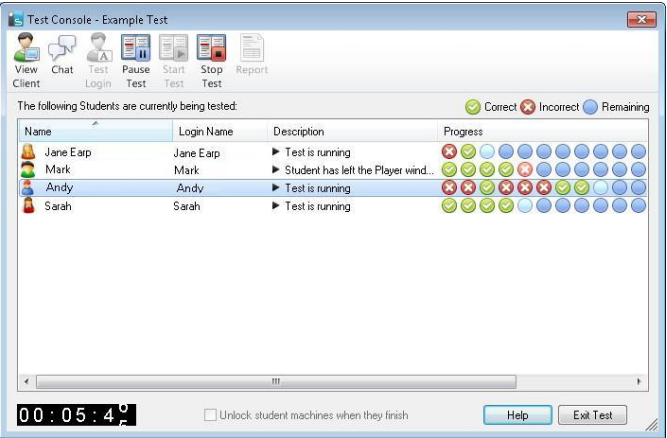 Test Console - Example Test
View Client
Chat
Test Login
Pause Test
Start Test
Stop Test
Report
The following Students are currently being tested:
Correct Incorrect Remaining
Name Login Name Description Progress
Jane Earp Jane Earp Test is running
Mark Mark Student has left the Player wind...
Andy Andy Test is running
Sarah Sarah Test is running
00:05:4
Unlock student machines when they finish
Help
Exit Test